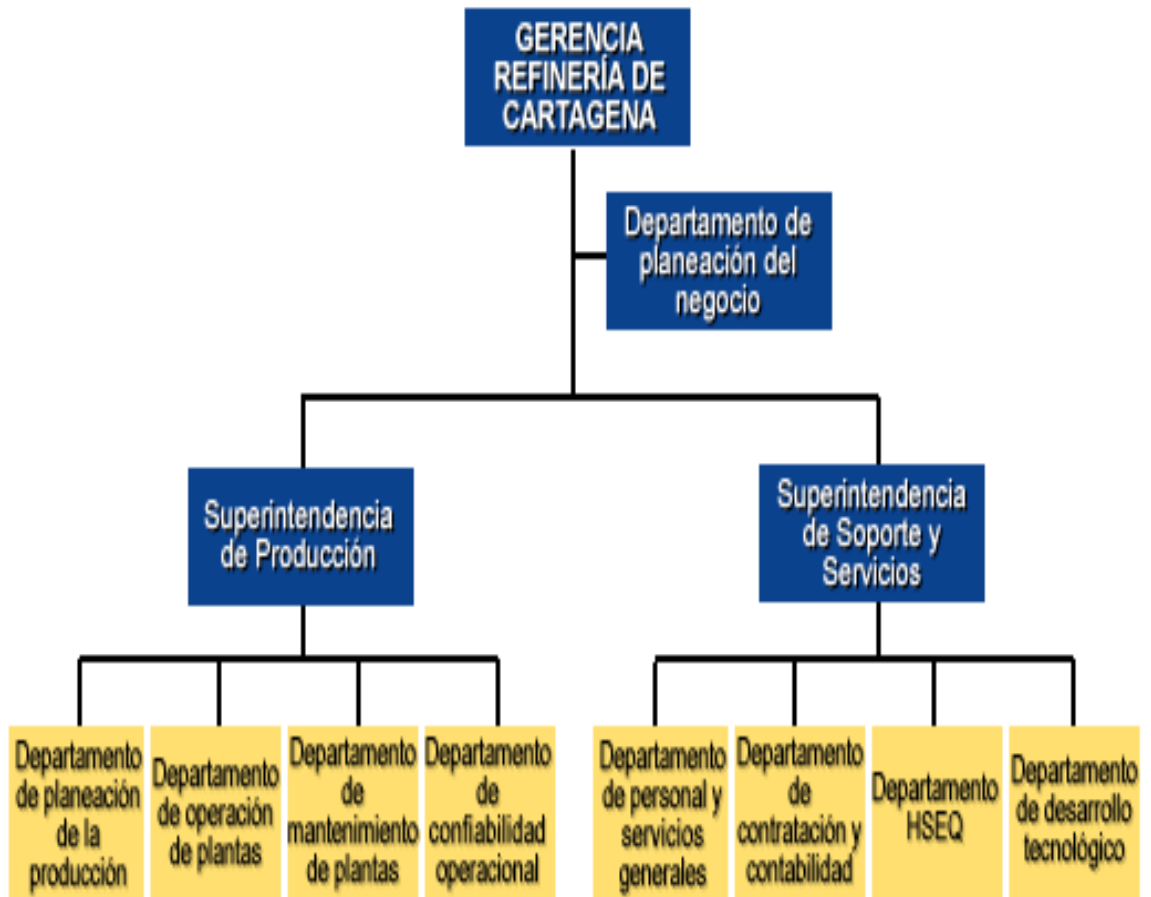 GERENCIA
REFINERÍA DE
CARTAGENA
Departamento de
planeación del
negocio
Superintendencia
de Producción
Superintendencia
de Soporte y
Servicios
Departamento
de planeación
de la
producción
Departamento
de operación
de plantas
Departamento
de
mantenimiento
de plantas
Departamento
de
confiabilidad
operacional
Departamento
de personal y
servicios
generales
Departamento
de
contratación y
contabilidad
Departamento
HSEQ
Departamento
de desarrollo
tecnológico